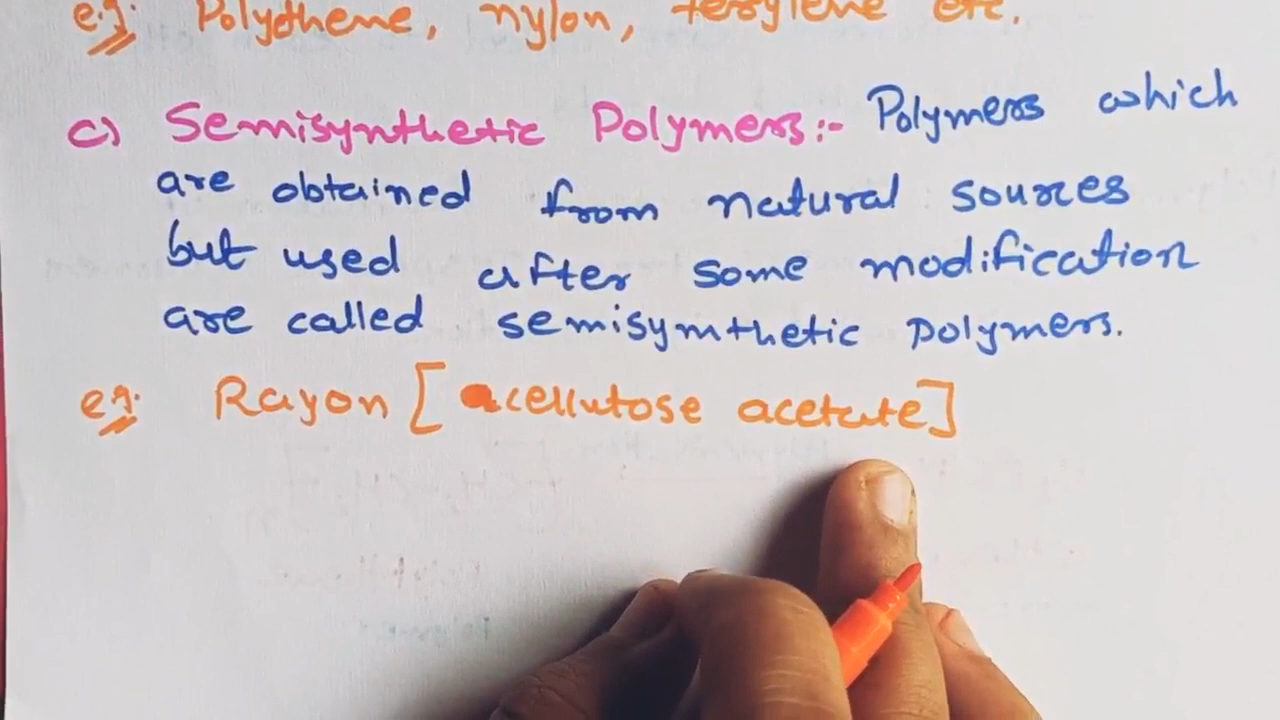 e.g. Polythene, nylon, terylene etc.
c) Semisynthetic Polymers:- Polymers which
are obtained from natural sources
but used after some modification
are called semisymthetic polymers.
eg. Rayon [ acellutose acetate]